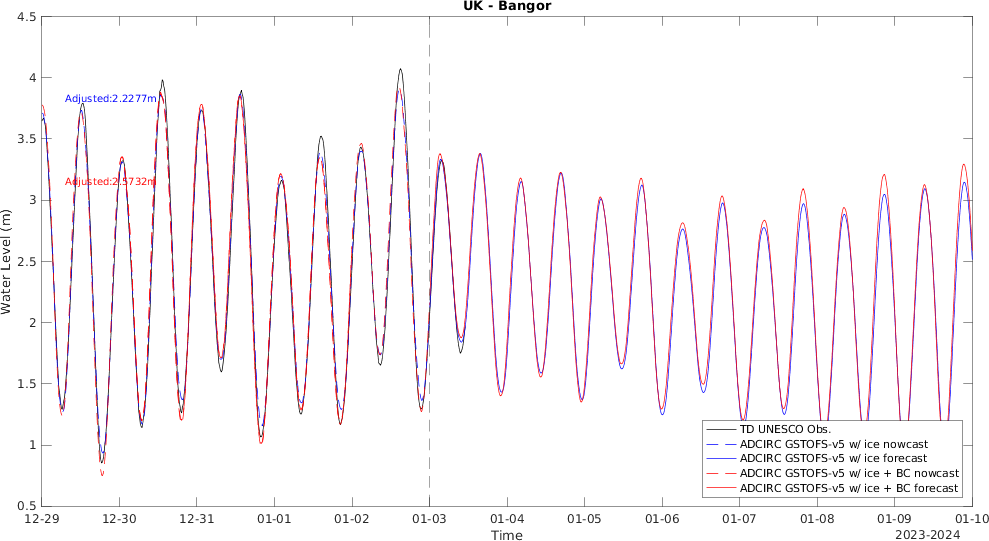 UK - Bangor
4.5
4
3.5
3
2.5
2
1.5
1
0.5
Water Level (m)
Adjusted:2.2277m
Adjusted:2.5732m
TD UNESCO Obs.
ADCIRC GSTOFS-v5 w/ ice nowcast
ADCIRC GSTOFS-v5 w/ ice forecast
ADCIRC GSTOFS-v5 w/ ice + BC nowcast
ADCIRC GSTOFS-v5 w/ ice + BC forecast
12-29 12-30 12-31 01-01 01-02 01-03 01-04 01-05 01-06 01-07 01-08 01-09 01-10
Time
2023-2024